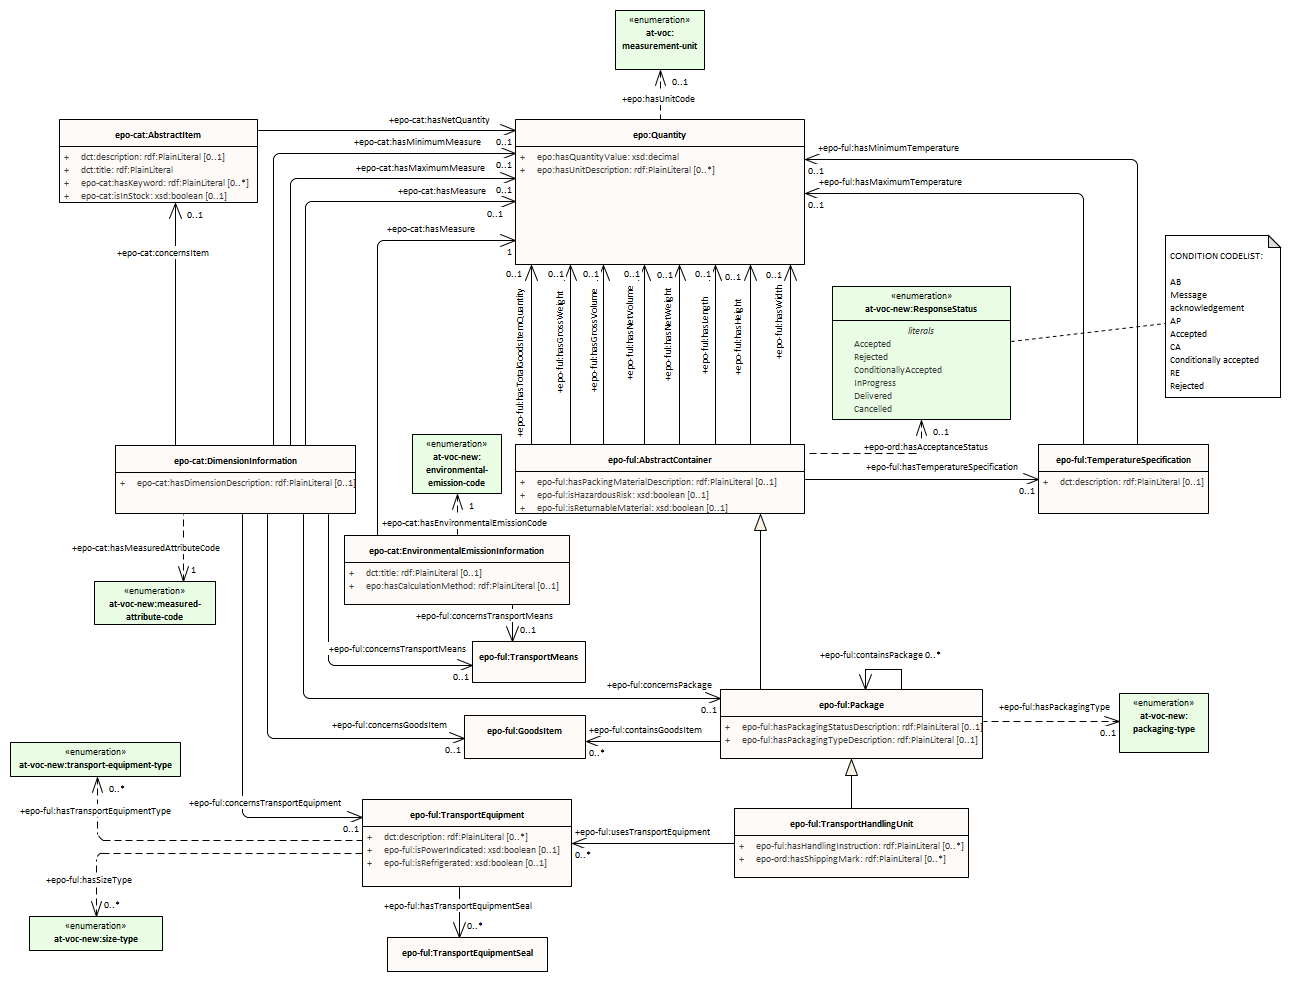 «enumeration»
at-voc:
measurement-unit
0..1
+epo:hasUnitCode
epo-cat:AbstractItem
+ dct:description: rdf:PlainLiteral [0..1]
+ dct:title: rdf:PlainLiteral
+ epo-cat:hasKeyword: rdf:PlainLiteral [0..*]
+ epo-cat:isInStock: xsd:boolean [0..1]
+epo-cat:hasNetQuantity
0..1
+epo-cat:hasMinimumMeasure
0..1
+epo-cat:hasMaximumMeasure
0..1
+epo-cat:hasMeasure
0..1
+epo-cat:hasMeasure
1
epo:Quantity
+ epo:hasQuantityValue: xsd:decimal
+ epo:hasUnitDescription: rdf:PlainLiteral [0..*]
+epo-ful:hasMinimumTemperature
0..1
+epo-ful:hasMaximumTemperature
0..1
0..1
+epo-cat:concernsItem
CONDITION CODELIST:
AB
Message
acknowledgement
AP
Accepted
CA
Conditionally accepted
RE
Rejected
0..1
+epo-ful:hasTotalGoodsItemQuantity
0..1
+epo-ful:hasGrossWeight
0..1
+epo-ful:hasGrossVolume
0..1
+epo-ful:hasNetVolume
0..1
+epo-ful:hasNetWeight
0..1
+epo-ful:hasLength
0..1
+epo-ful:hasHeight
0..1
+epo-ful:hasWidth
«enumeration»
at-voc-new:ResponseStatus
literals
Accepted
Rejected
ConditionallyAccepted
InProgress
Delivered
Cancelled
0..1
+epo-ord:hasAcceptanceStatus
+epo-ful:hasTemperatureSpecification
0..1
epo-cat:DimensionInformation
+ epo-cat:hasDimensionDescription: rdf:PlainLiteral [0..1]
«enumeration»
at-voc-new:
environmental-
emission-code
1
+epo-cat:hasEnvironmentalEmissionCode
epo-ful:AbstractContainer
+ epo-ful:hasPackingMaterialDescription: rdf:PlainLiteral [0..1]
+ epo-ful:isHazardousRisk: xsd:boolean [0..1]
+ epo-ful:isReturnableMaterial: xsd:boolean [0..1]
epo-ful:TemperatureSpecification
+ dct:description: rdf:PlainLiteral [0..1]
+epo-cat:hasMeasuredAttributeCode
1
«enumeration»
at-voc-new:measured-
attribute-code
epo-cat:EnvironmentalEmissionInformation
+ dct:title: rdf:PlainLiteral [0..1]
+ epo:hasCalculationMethod: rdf:PlainLiteral [0..1]
+epo-ful:concernsTransportMeans
0..1
+epo-ful:concernsTransportMeans
0..1
epo-ful:TransportMeans
+epo-ful:containsPackage 0..*
+epo-ful:concernsPackage
0..1
epo-ful:Package
+ epo-ful:hasPackagingStatusDescription: rdf:PlainLiteral [0..1]
+ epo-ful:hasPackagingTypeDescription: rdf:PlainLiteral [0..1]
+epo-ful:hasPackagingType
0..1
«enumeration»
at-voc-new:
packaging-type
+epo-ful:concernsGoodsItem
0..1
epo-ful:GoodsItem
+epo-ful:containsGoodsItem
0..*
«enumeration»
at-voc-new:transport-equipment-type
0..*
+epo-ful:hasTransportEquipmentType
+epo-ful:concernsTransportEquipment
0..1
epo-ful:TransportEquipment
+ dct:description: rdf:PlainLiteral [0..*]
+ epo-ful:isPowerIndicated: xsd:boolean [0..1]
+ epo-ful:isRefrigerated: xsd:boolean [0..1]
+epo-ful:usesTransportEquipment
0..*
epo-ful:TransportHandlingUnit
+ epo-ful:hasHandlingInstruction: rdf:PlainLiteral [0..*]
+ epo-ord:hasShippingMark: rdf:PlainLiteral [0..*]
+epo-ful:hasSizeType
0..*
«enumeration»
at-voc-new:size-type
+epo-ful:hasTransportEquipmentSeal
0..*
epo-ful:TransportEquipmentSeal